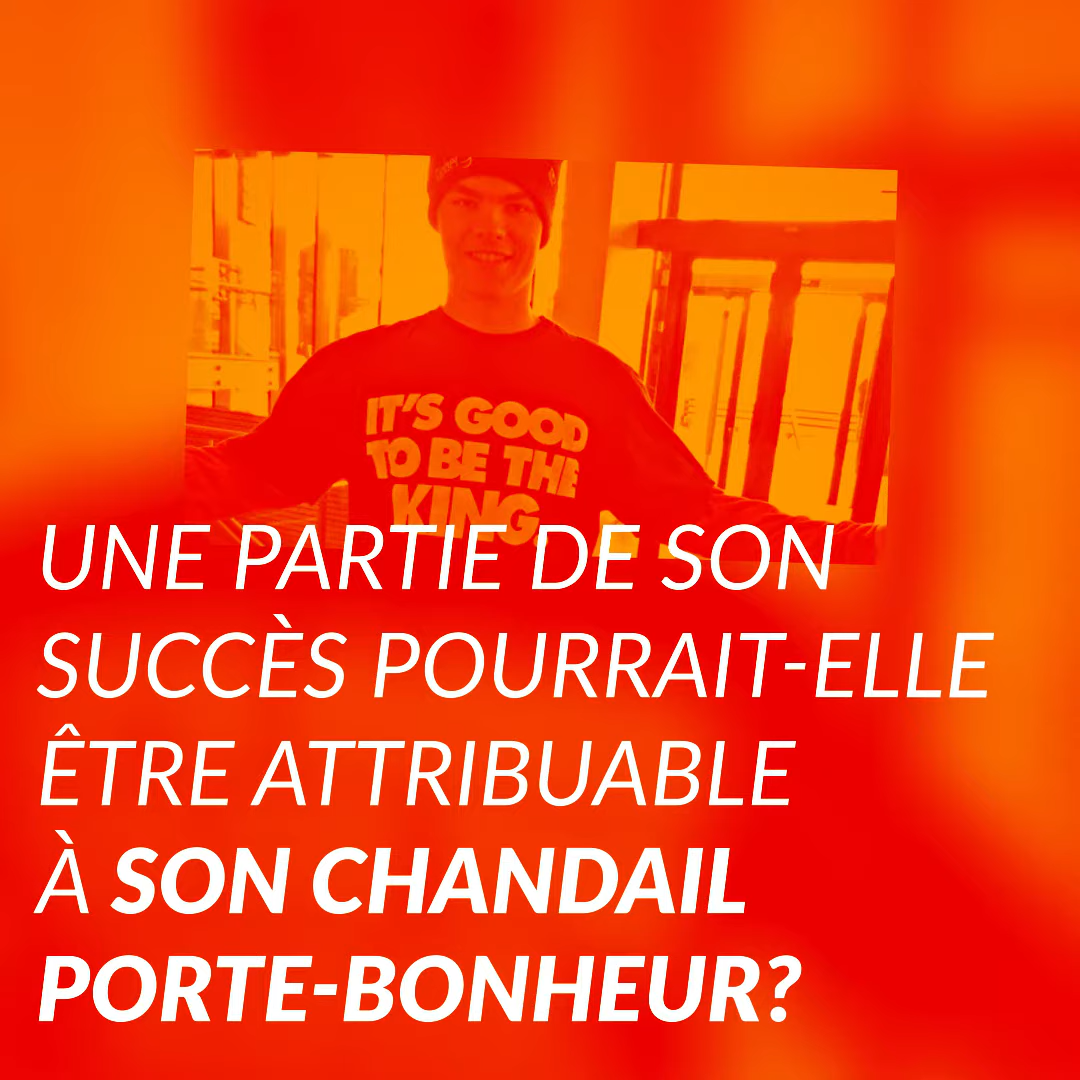 IT'S GOOD
TO BE THE
KING.
UNE PARTIE DE SON
SUCCÈS POURRAIT-ELLE
ÊTRE ATTRIBUABLE
À SON CHANDAIL
PORTE-BONHEUR?